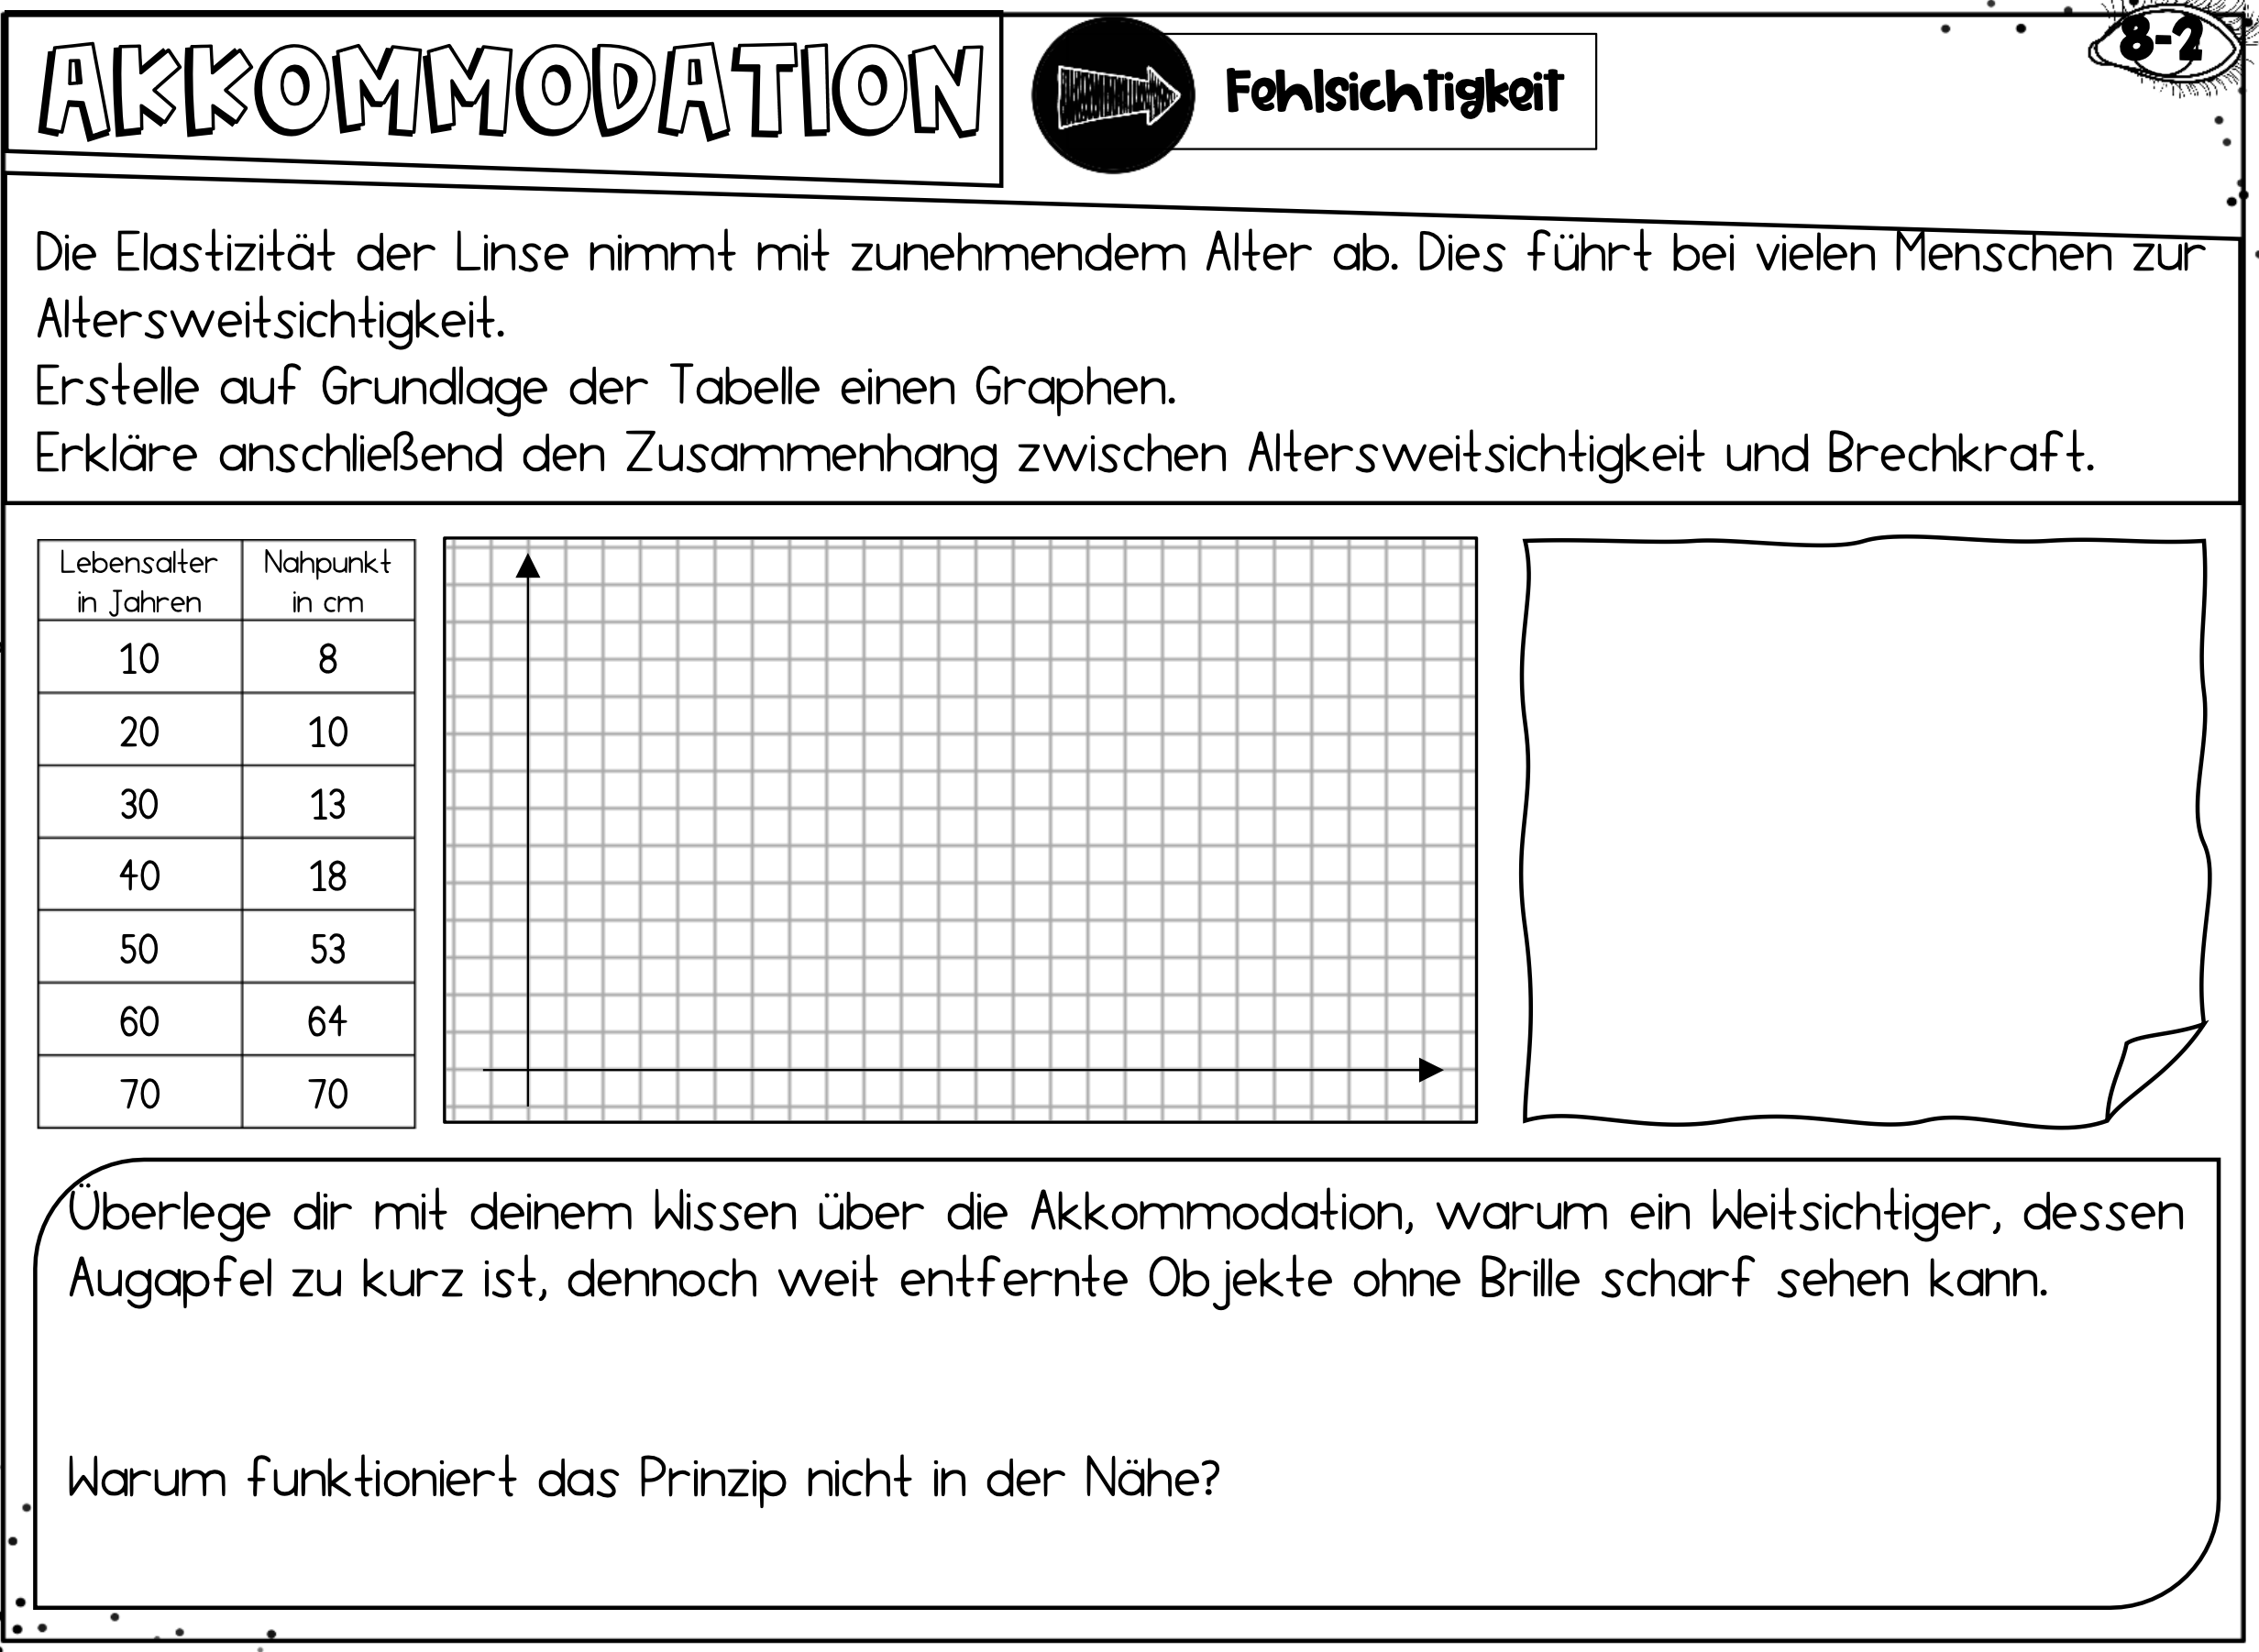 AKKOMMODATION
Fehlsichtigkeit
8-2
Die Elastizität der Linse nimmt mit zunehmendem Alter ab. Dies führt bei vielen Menschen zur
Altersweitsichtigkeit.
Erstelle auf Grundlage der Tabelle einen Graphen.
Erkläre anschließend den Zusammenhang zwischen Altersweitsichtigkeit und Brechkraft.
Lebensalter Nahpunkt
in Jahren in cm
10 8
20 10
30 13
40 18
50 53
60 64
70 70
Überlege dir mit deinem Wissen über die Akkommodation, warum ein Weitsichtiger, dessen
Augapfel zu kurz ist, dennoch weit entfernte Objekte ohne Brille scharf sehen kann.
Warum funktioniert das Prinzip nicht in der Nähe?